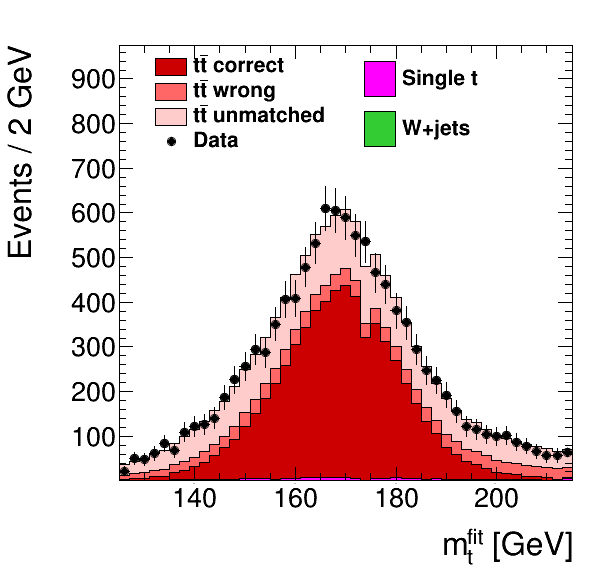 Events / 2 GeV
900
800
700
600
500
400
300
200
100
tt̅ correct
tt̅ wrong
tt̅ unmatched
Data
Single t
W+jets
140 160 180 200
m_t^fit [GeV]